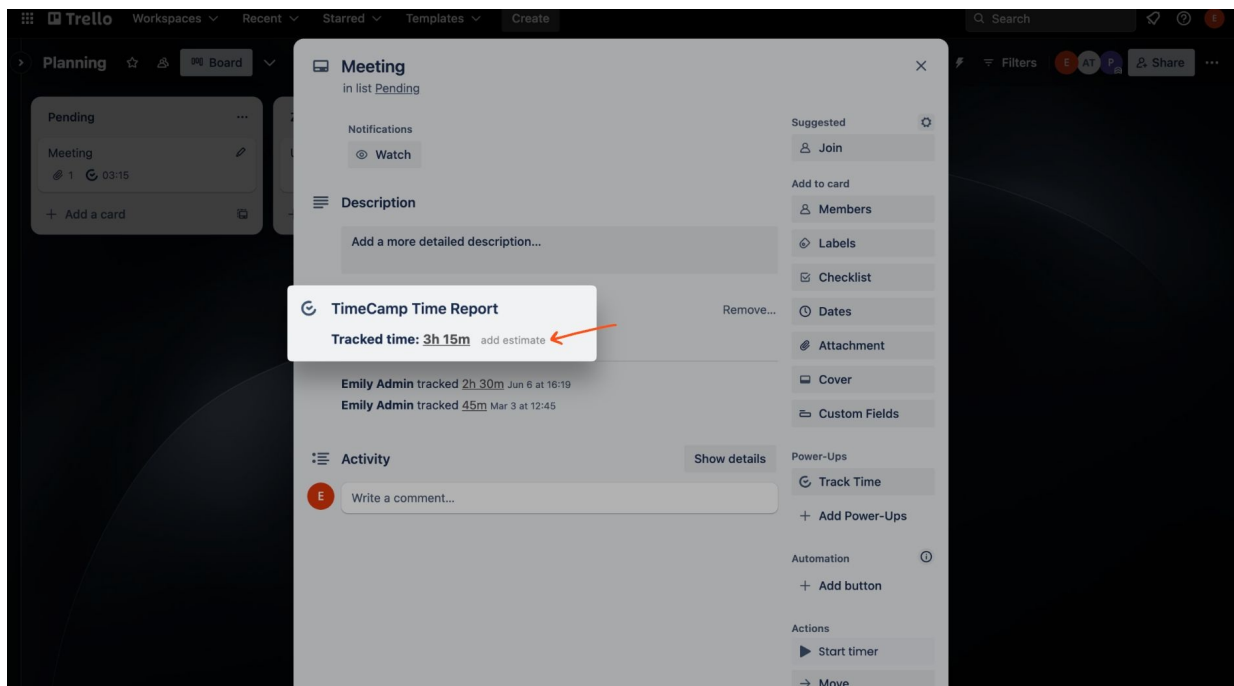 Trello Workspaces Recent Starred Templates Create Search E
Planning Board Filters E AT P Share
Pending
Meeting
1 03:15
+ Add a card
Meeting
in list Pending
Notifications
Watch
Description
Add a more detailed description...
TimeCamp Time Report
Remove...
Tracked time: 3h 15m add estimate
Emily Admin tracked 2h 30m Jun 6 at 16:19
Emily Admin tracked 45m Mar 3 at 12:45
Activity
Show details
E
Write a comment...
Suggested
Join
Add to card
Members
Labels
Checklist
Dates
Attachment
Cover
Custom Fields
Power-Ups
Track Time
+ Add Power-Ups
Automation
+ Add button
Actions
Start timer
Move